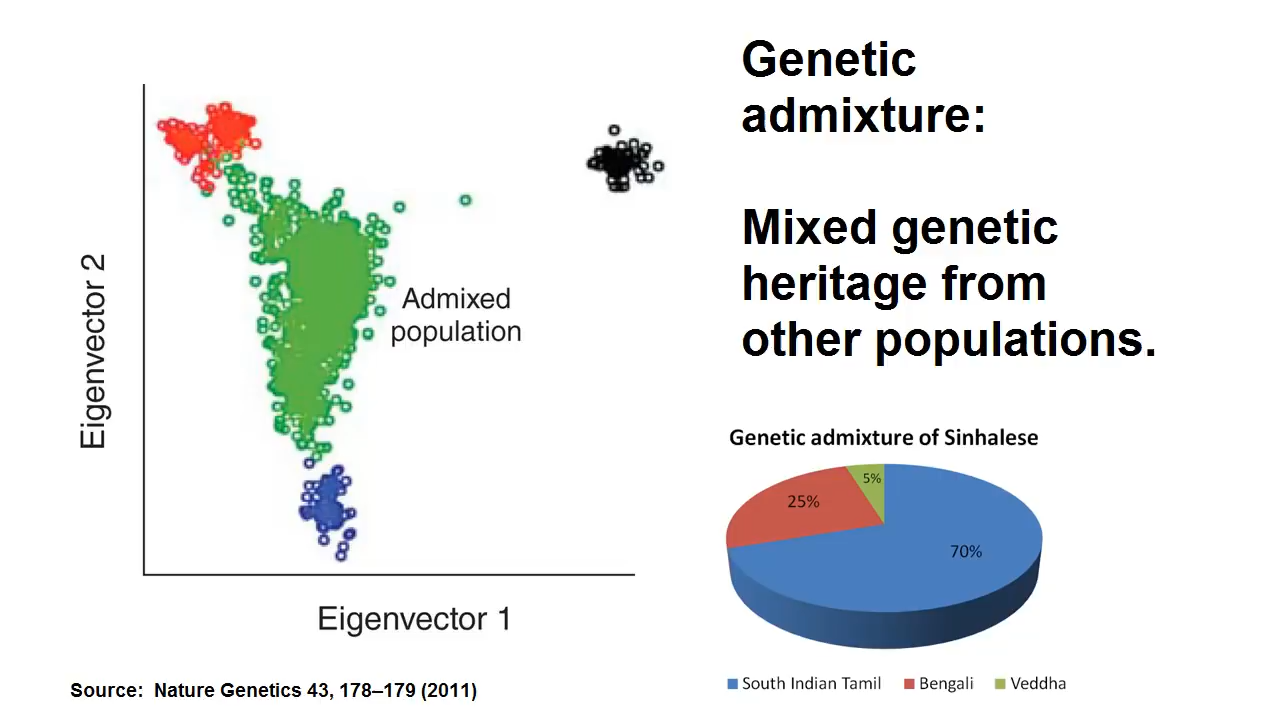 Genetic
admixture:
Mixed genetic
heritage from
other populations.
Eigenvector 2
Admixed
population
Eigenvector 1
Genetic admixture of Sinhalese
5%
25%
70%
South Indian Tamil Bengali Veddha
Source: Nature Genetics 43, 178–179 (2011)